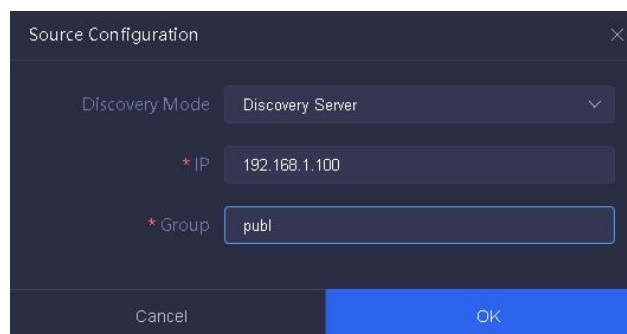 Source Configuration
Discovery Mode Discovery Server
* IP 192.168.1.100
* Group publ
Cancel OK